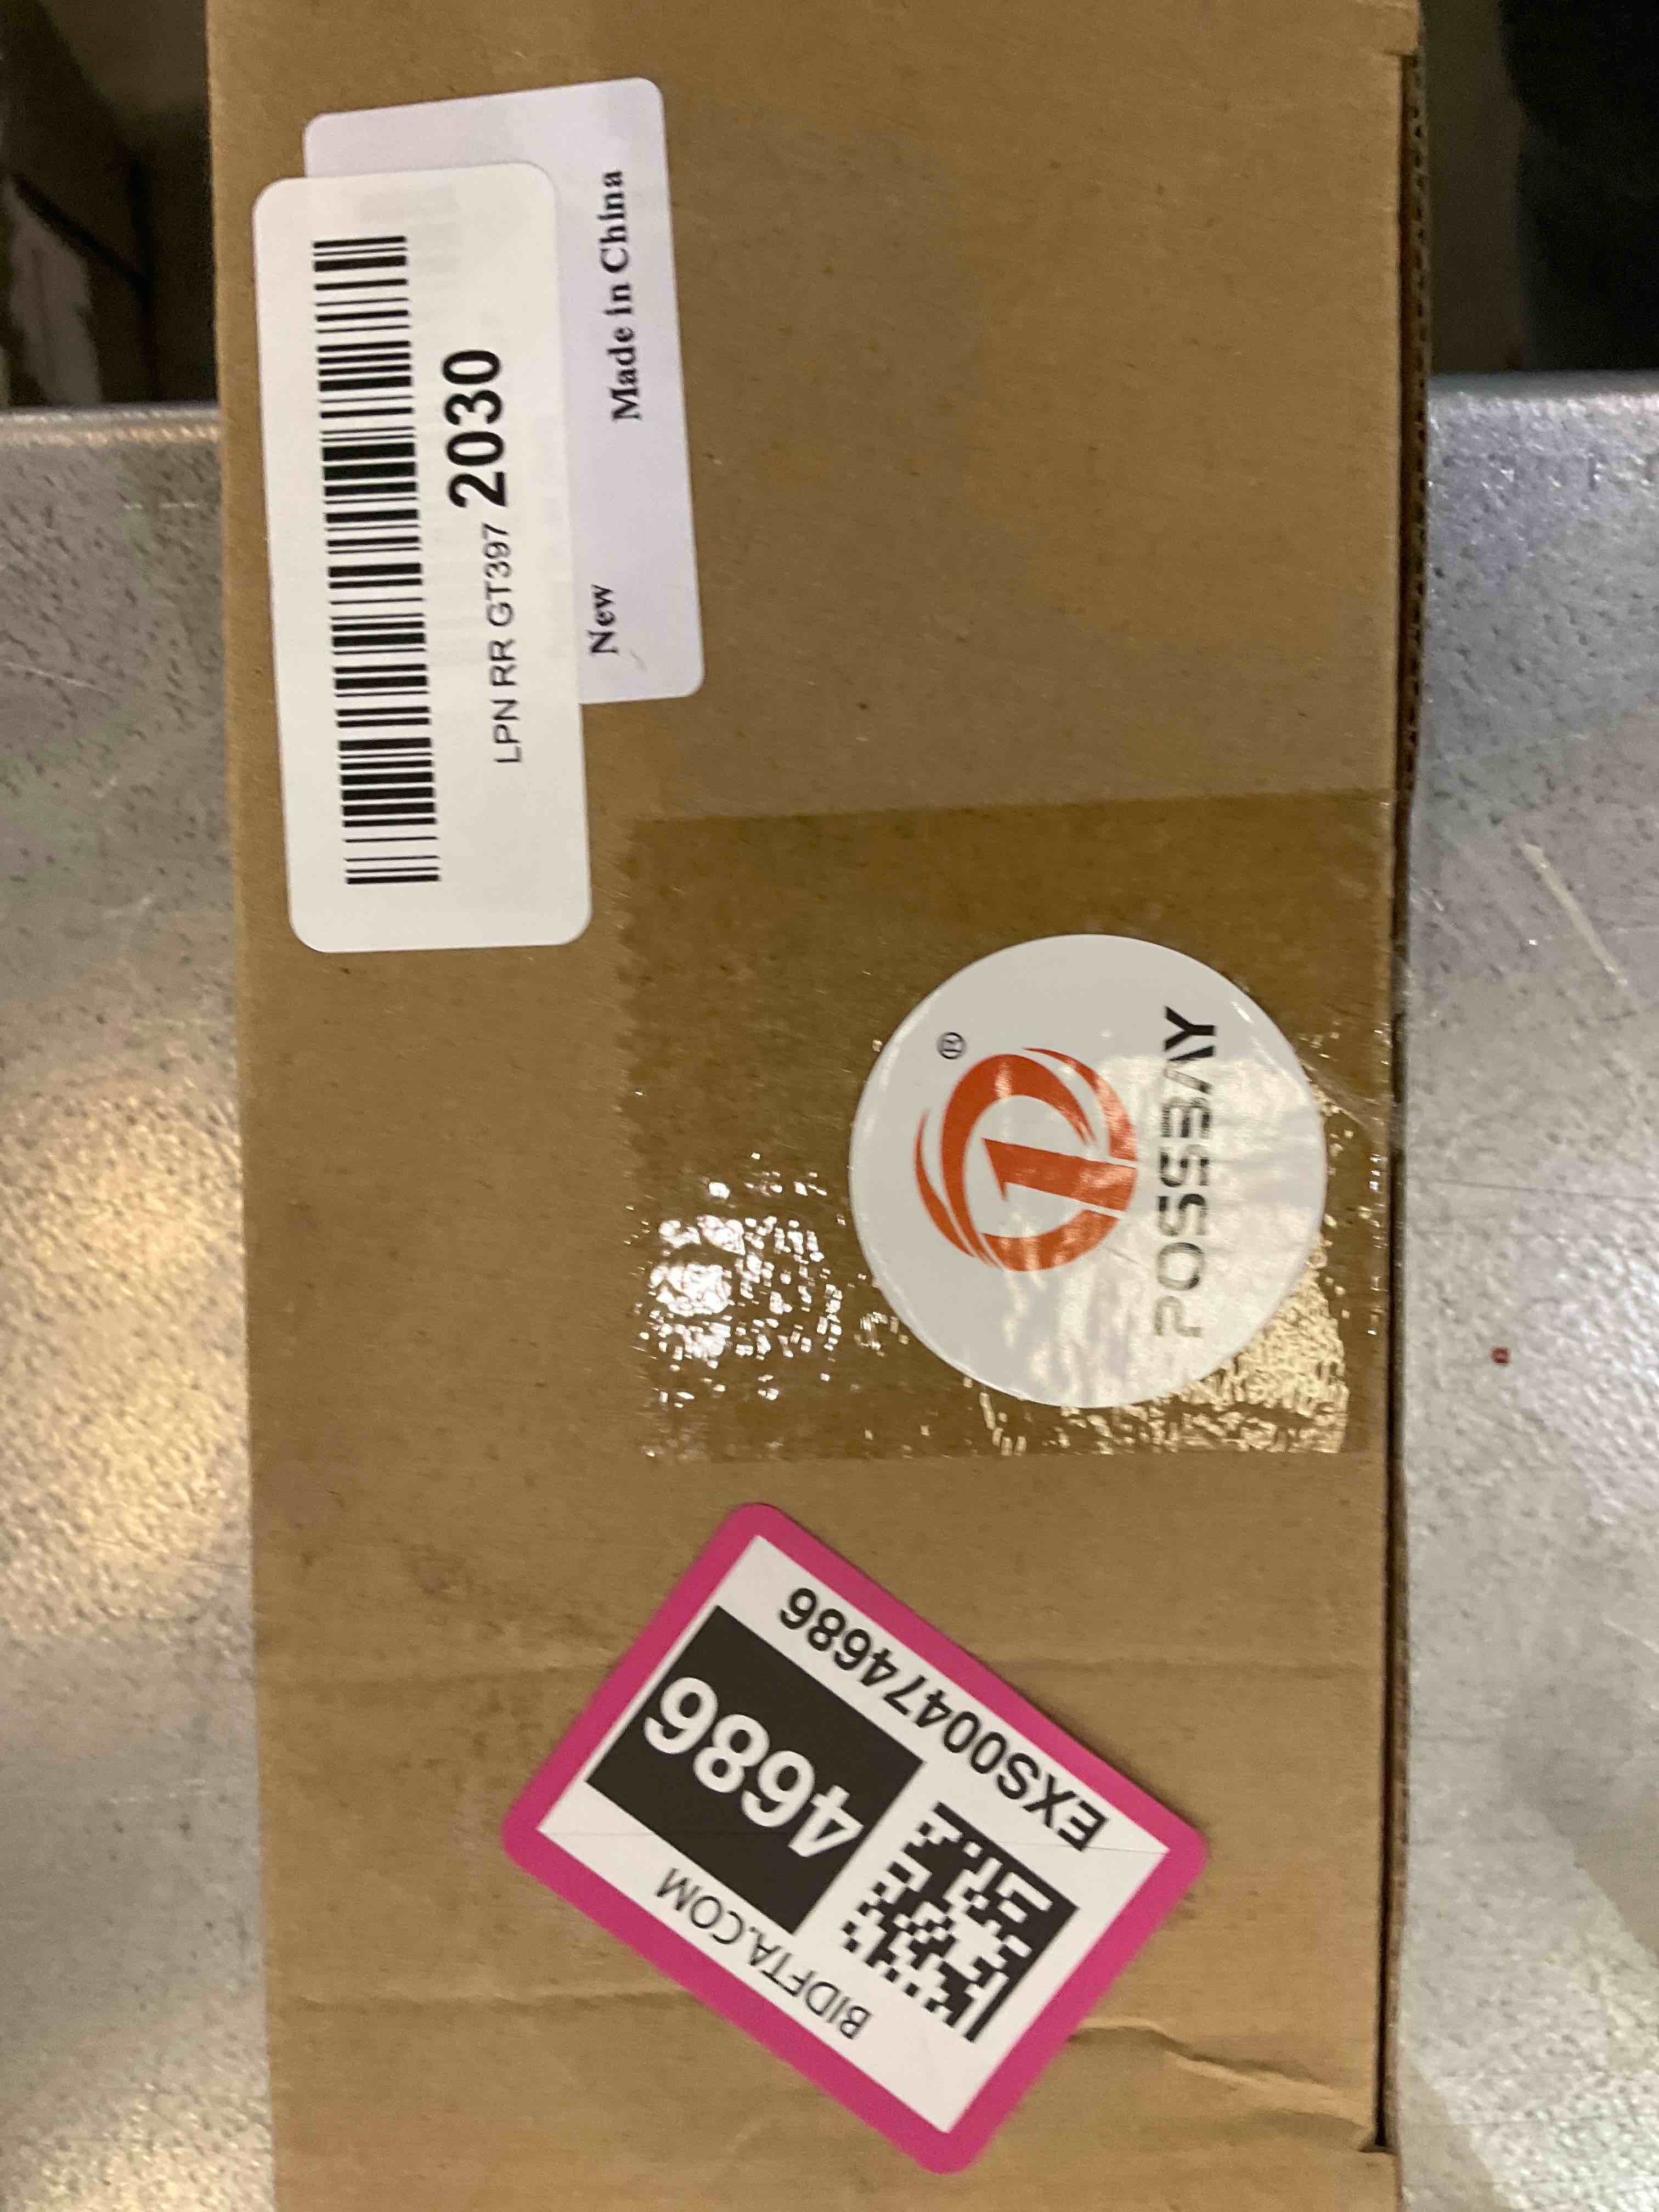 LPN RR GT397 2030
New Made in China
®
POSSBAY
BIDFTA.COM
4686
EXS00474686